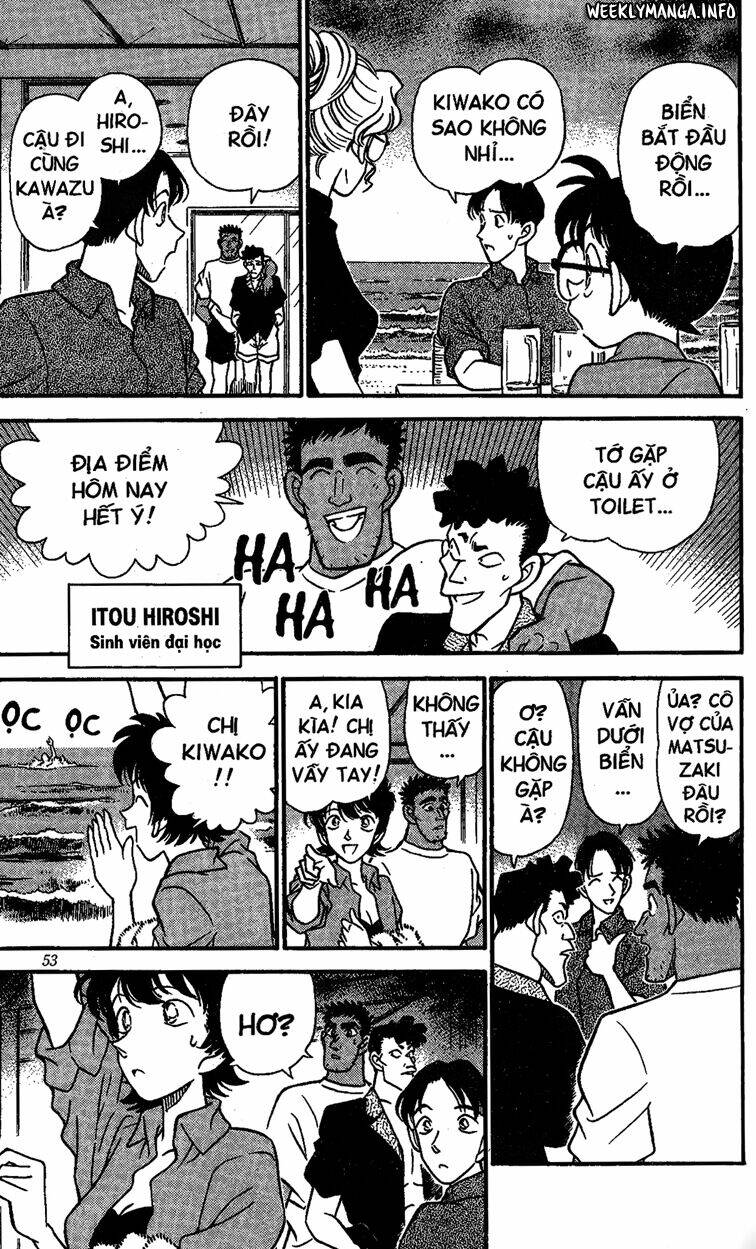 WEEKLYMANGA.INFO
BIỂN
BẮT ĐẦU
ĐỘNG
RỒI...
KIWAKO CÓ
SAO KHÔNG
NHỈ...
ĐÂY
RỒI!
A,
HIRO-
SHI...
CẬU ĐI
CÙNG
KAWAZU
À?
TỚ GẶP
CẬU ẤY Ở
TOILET...
HA
HA
HA
ĐỊA ĐIỂM
HÔM NAY
HẾT Ý!
ITOU HIROSHI
Sinh viên đại học
ỦA? CÔ
VỢ CỦA
MATSU-
ZAKI
ĐÂU
RỒI?
VẪN
DƯỚI
BIỂN
...
Ơ?
CẬU
KHÔNG
GẶP
À?
KHÔNG
THẤY
...
A, KIA
KÌA! CHỊ
ẤY ĐANG
VẪY TAY!
CHỊ
KIWAKO
!!
ỌC ỌC
53
HƠ?